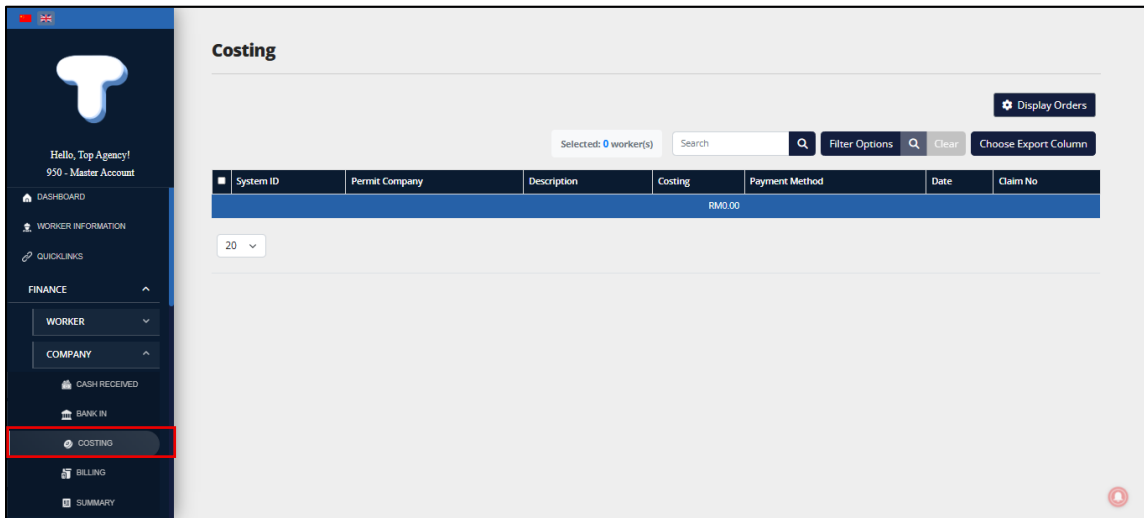 Hello, Top Agency!
950 - Master Account
DASHBOARD
WORKER INFORMATION
QUICKLINKS
FINANCE
WORKER
COMPANY
CASH RECEIVED
BANK IN
COSTING
BILLING
SUMMARY
Costing
Display Orders
Selected: 0 worker(s)
Search
Filter Options
Clear
Choose Export Column
System ID
Permit Company
Description
Costing
Payment Method
Date
Claim No
RM0.00
20